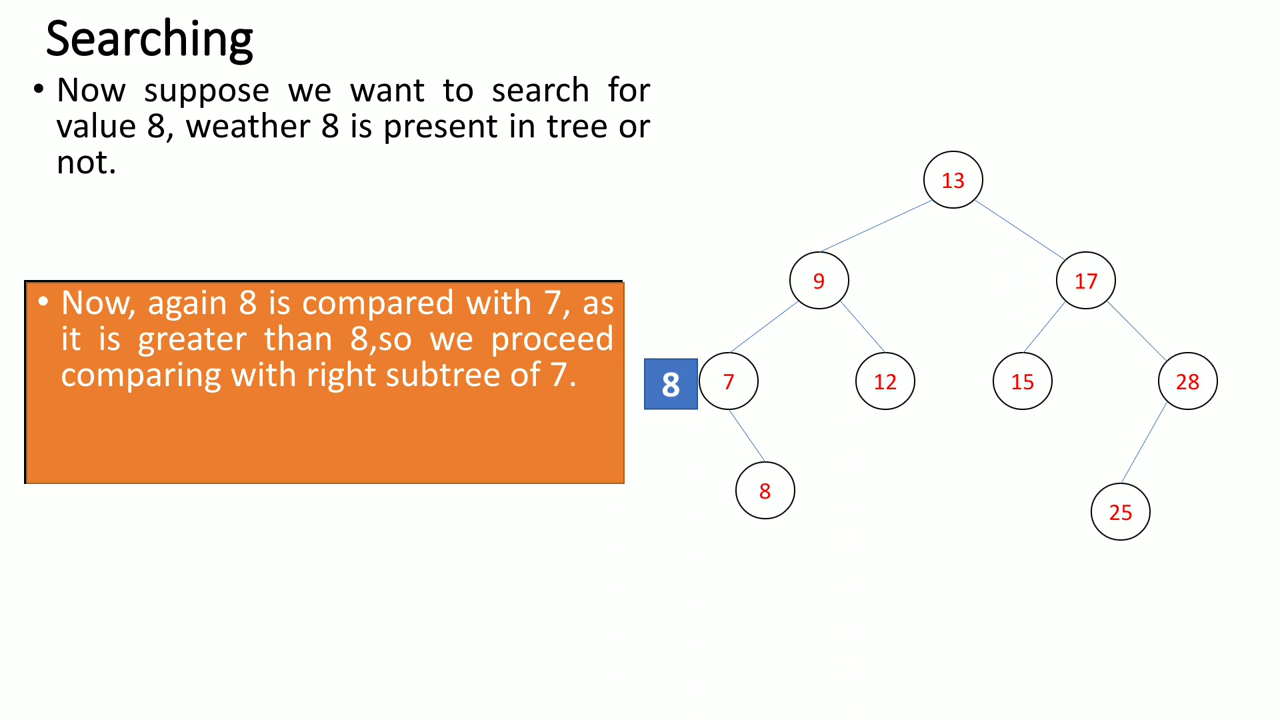 Searching
• Now suppose we want to search for
value 8, weather 8 is present in tree or
not.
• Now, again 8 is compared with 7, as
it is greater than 8,so we proceed
comparing with right subtree of 7.
13
9
17
8
7
12
15
28
8
25